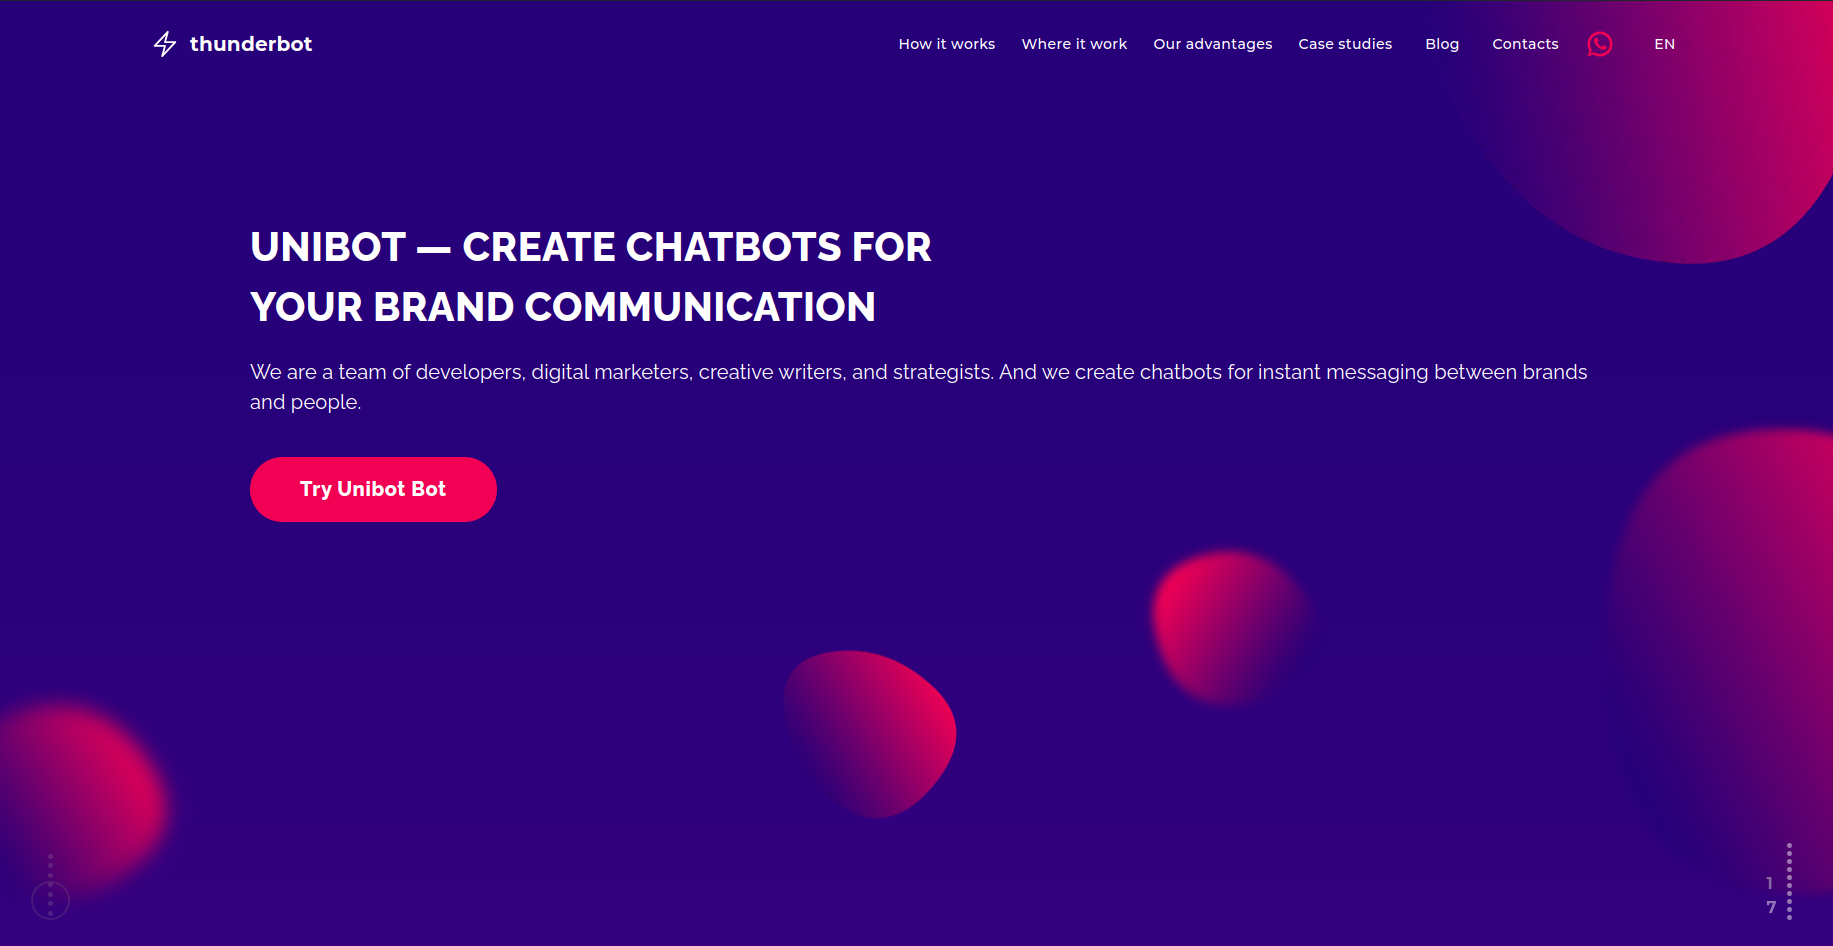 thunderbot
How it works Where it work Our advantages Case studies Blog Contacts EN
UNIBOT — CREATE CHATBOTS FOR
YOUR BRAND COMMUNICATION
We are a team of developers, digital marketers, creative writers, and strategists. And we create chatbots for instant messaging between brands
and people.
Try Unibot Bot
1
7